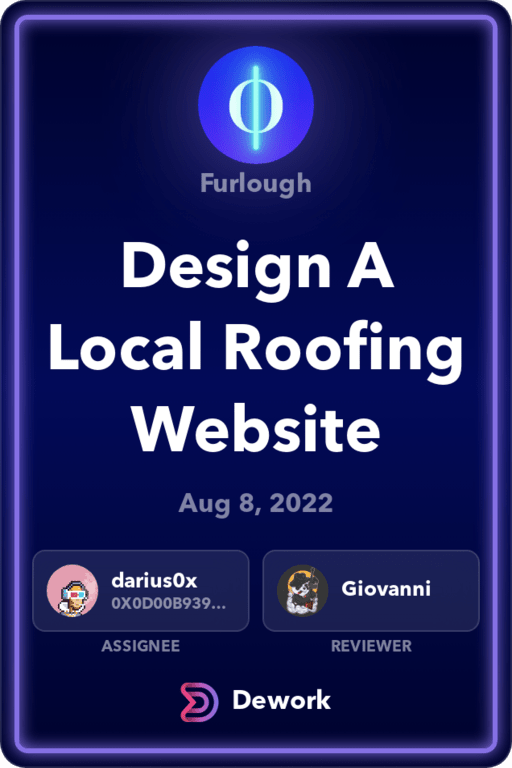 Furlough
Design A
Local Roofing
Website
Aug 8, 2022
darius0x
0X0D00B939...
ASSIGNEE
Giovanni
REVIEWER
Dework